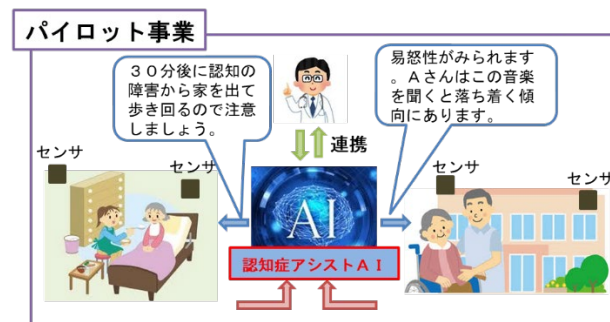 パイロット事業
３０分後に認知の
障害から家を出て
歩き回るので注意
しましょう。
易怒性がみられます
。Ａさんはこの音楽
を聞くと落ち着く傾
向にあります。
連携
センサ
センサ
センサ
センサ
AI
認知症アシストＡＩ